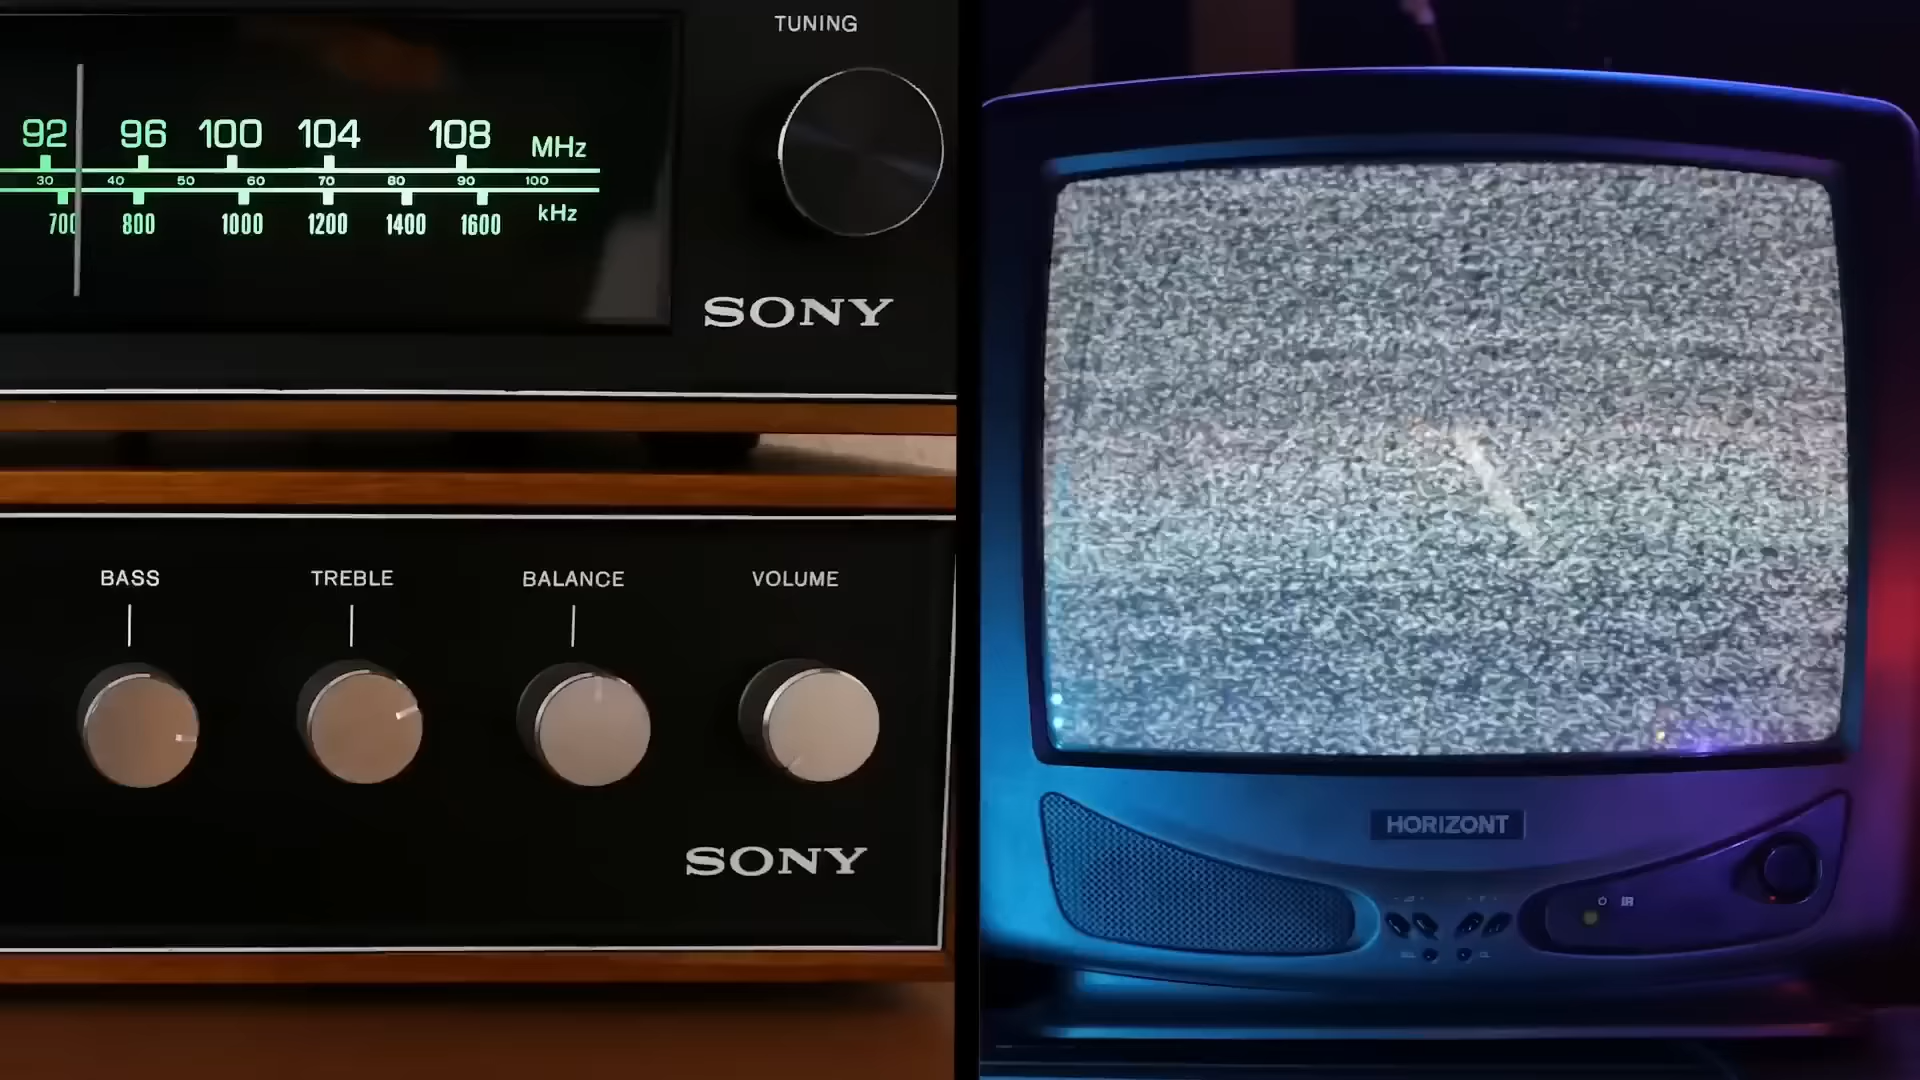 TUNING
92 96 100 104 108 MHz
30 40 50 60 70 80 90 100
700 800 1000 1200 1400 1600 kHz
SONY
BASS TREBLE BALANCE VOLUME
SONY
HORIZONT